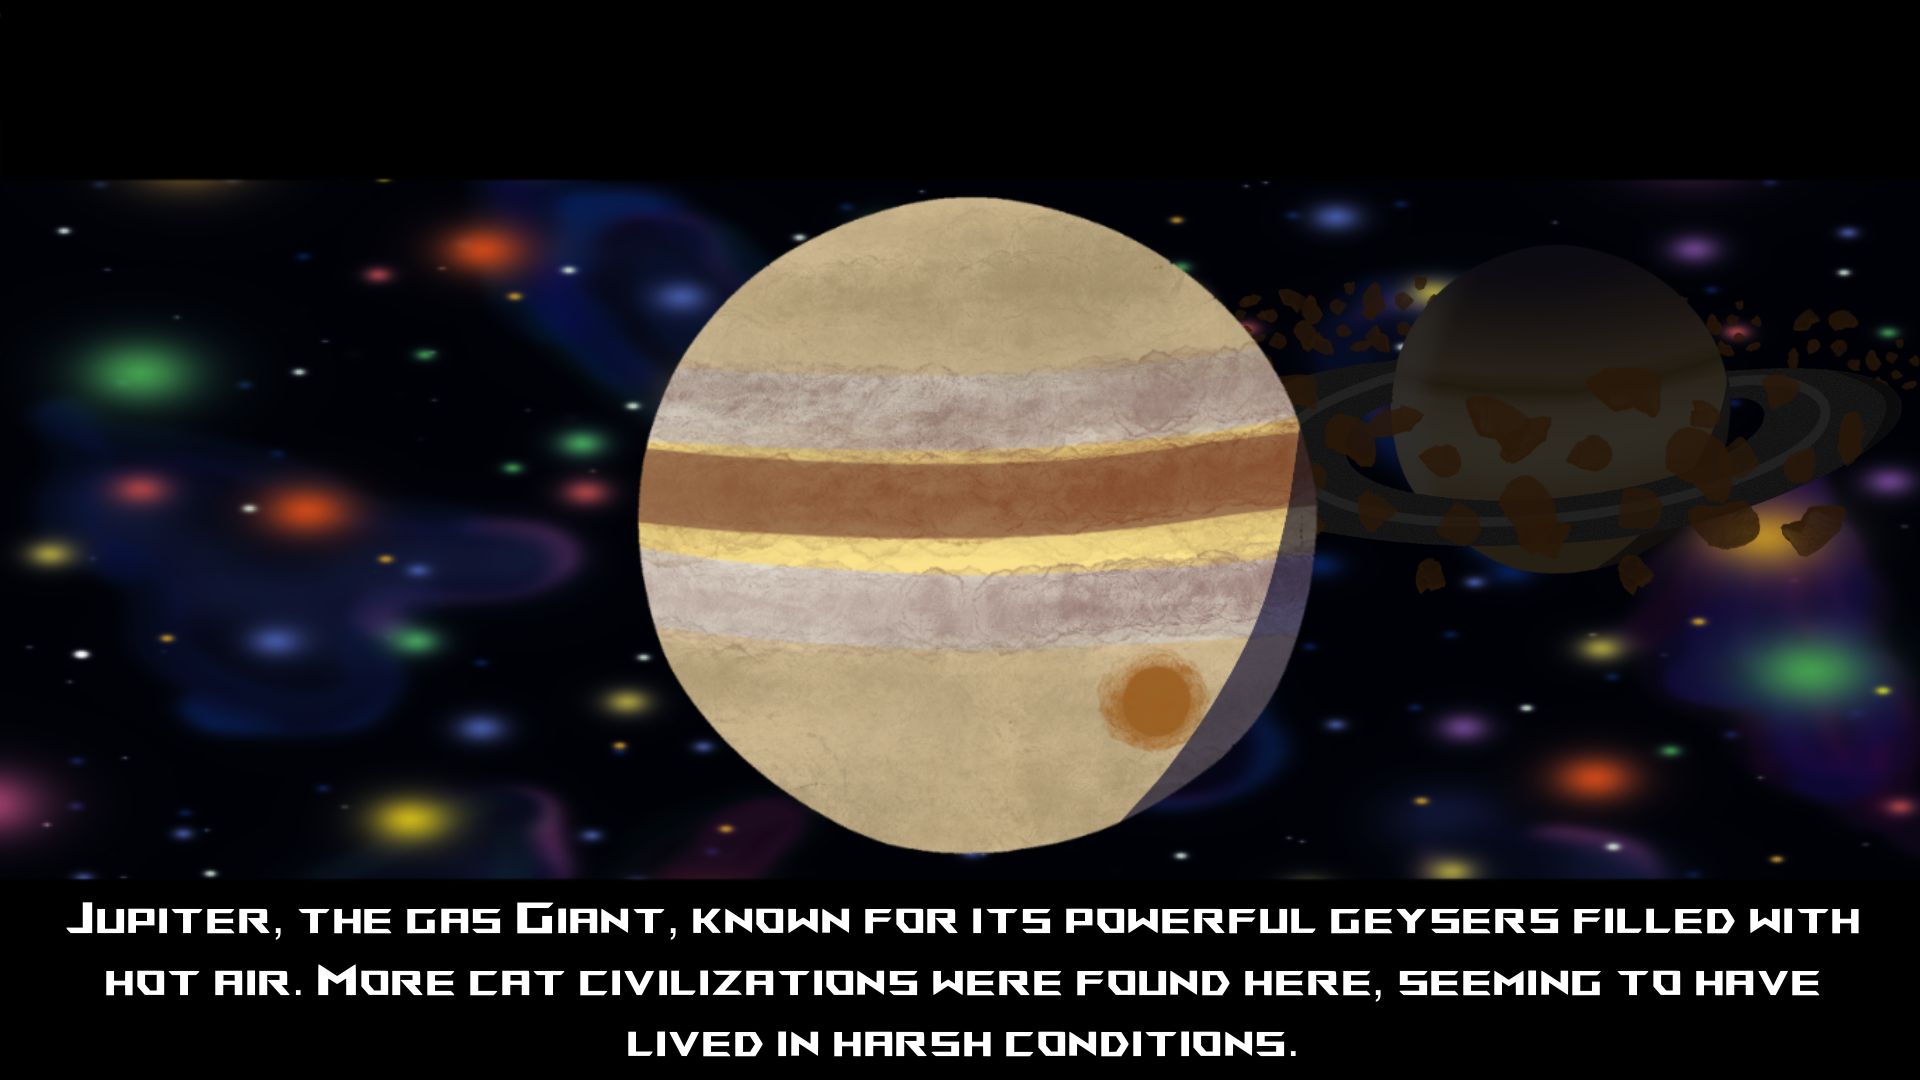 Jupiter, the gas Giant, known for its powerful geysers filled with
hot air. More cat civilizations were found here, seeming to have
lived in harsh conditions.